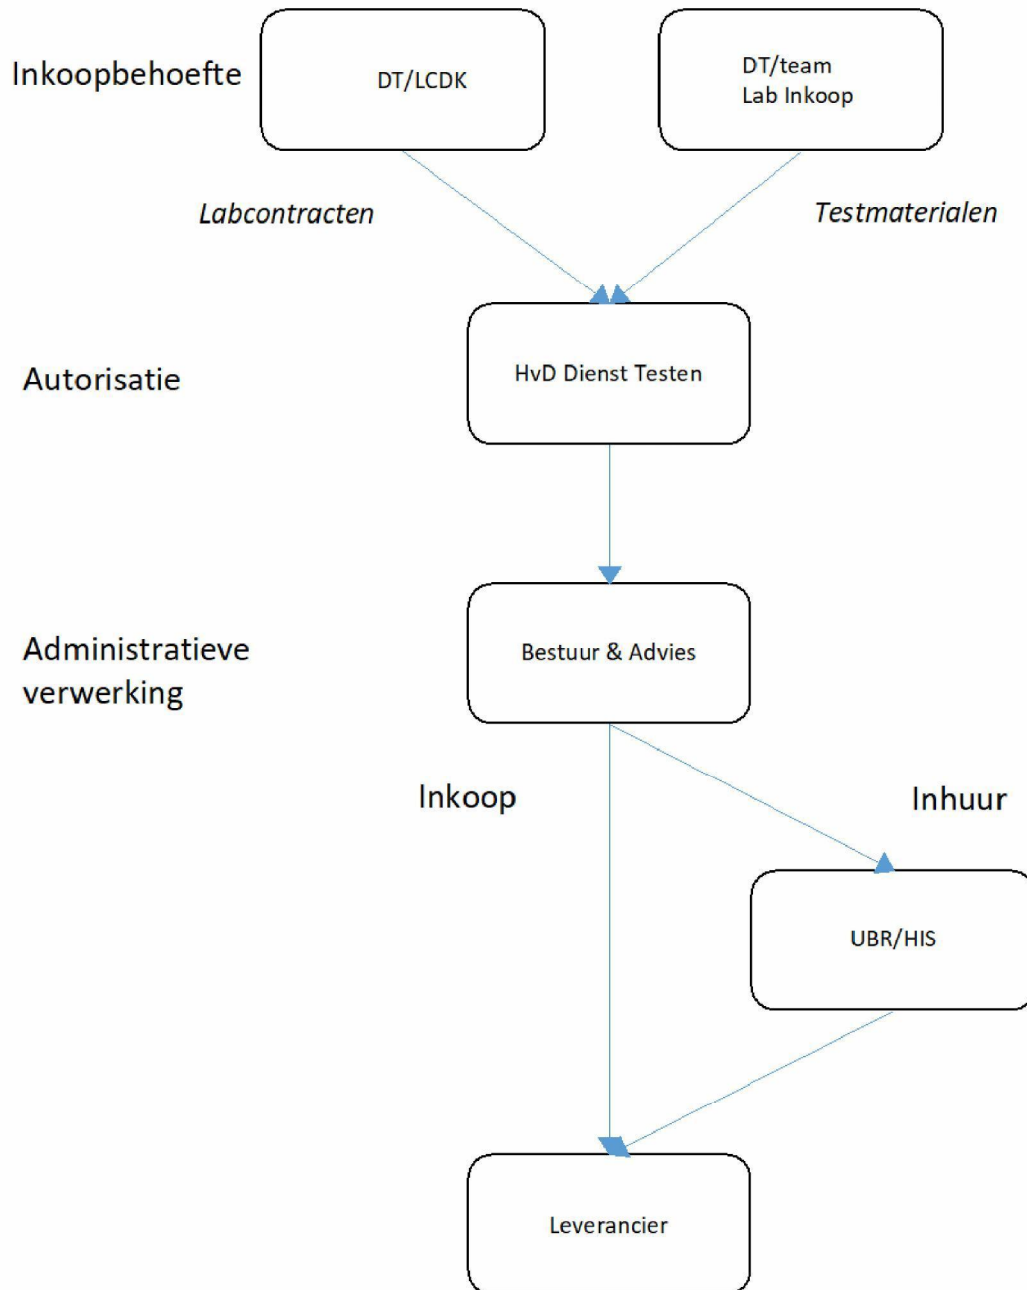 Inkoopbehoefte
DT/LCDK
DT/team
Lab Inkoop
Labcontracten
Testmaterialen
Autorisatie
HvD Dienst Testen
Administratieve
verwerking
Bestuur & Advies
Inkoop
Inhuur
UBR/HIS
Leverancier